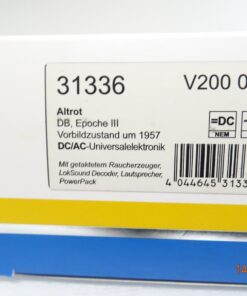 31336 V200 0
Altrot
DB, Epoche III
Vorbildzustand um 1957
DC/AC-Universalelektronik
=DC
NEM
Mit getaktetem Raucherzeuger,
LokSound Decoder, Lautsprecher,
PowerPack
4 044645 3133